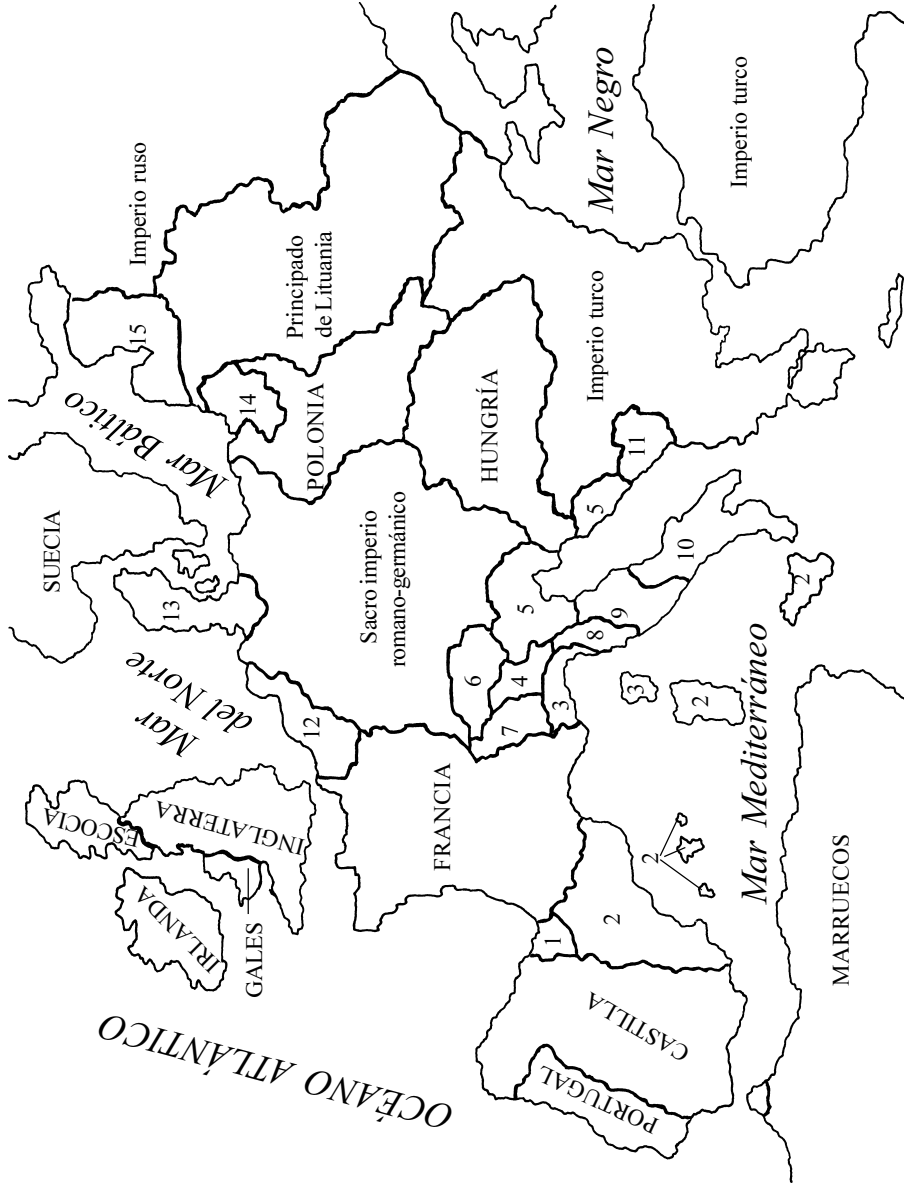 OCÉANO ATLÁNTICO
IRLANDA
GALES
ESCOCIA
INGLATERRA
Mar
del Norte
SUECIA
13
Mar Báltico
15
Imperio ruso
12
Sacro imperio
romano-germánico
14
POLONIA
Principado
de Lituania
FRANCIA
HUNGRÍA
6
7
4
5
5
3
8
9
10
11
Imperio turco
Mar Negro
Imperio turco
PORTUGAL
CASTILLA
1
2
2
3
2
2
Mar Mediterráneo
MARRUECOS